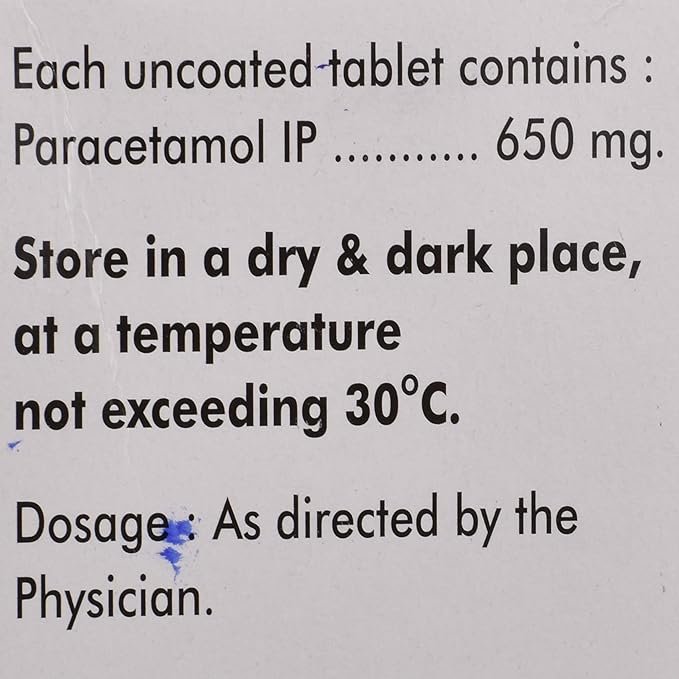 Each uncoated tablet contains :
Paracetamol IP ........... 650 mg.
Store in a dry & dark place,
at a temperature
not exceeding 30°C.
Dosage : As directed by the
Physician.